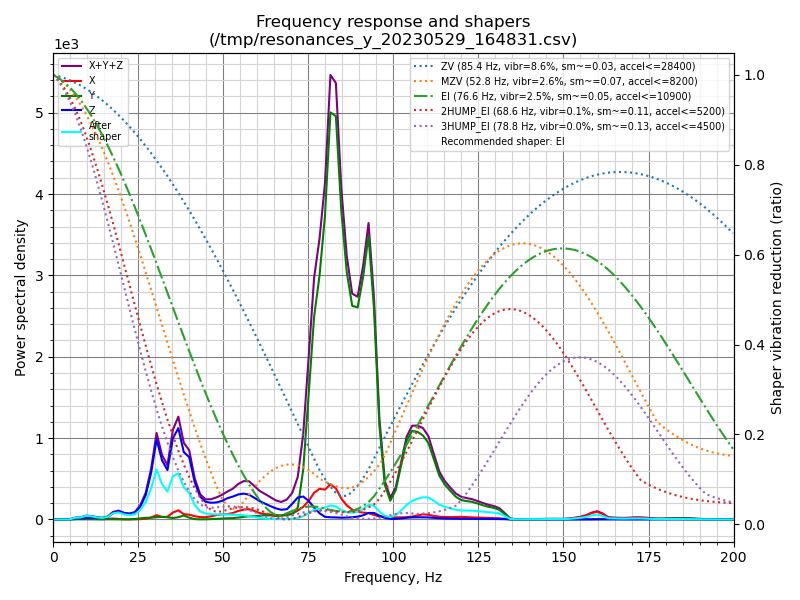 Frequency response and shapers
(/tmp/resonances_y_20230529_164831.csv)
1e3
X+Y+Z
X
Y
Z
After
shaper
ZV (85.4 Hz, vibr=8.6%, sm~=0.03, accel<=28400)
MZV (52.8 Hz, vibr=2.6%, sm~=0.07, accel<=8200)
EI (76.6 Hz, vibr=2.5%, sm~=0.05, accel<=10900)
2HUMP_EI (68.6 Hz, vibr=0.1%, sm~=0.11, accel<=5200)
3HUMP_EI (78.8 Hz, vibr=0.0%, sm~=0.13, accel<=4500)
Recommended shaper: EI
Power spectral density
5
4
3
2
1
0
1.0
0.8
0.6
0.4
0.2
0.0
Shaper vibration reduction (ratio)
0 25 50 75 100 125 150 175 200
Frequency, Hz